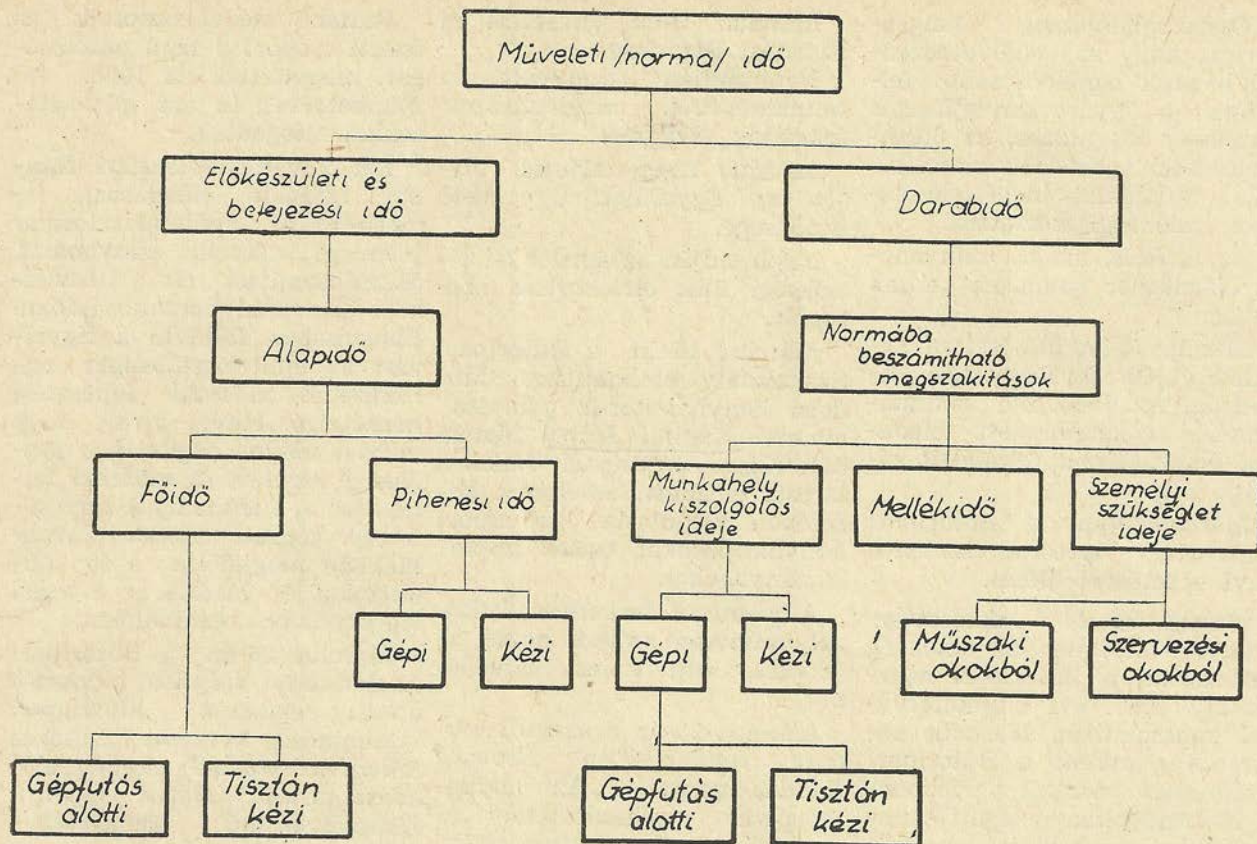 Műveleti /norma/ idő
Előkészületi és
befejezési idő
Darabidő
Alapidő
Normába
beszámítható
megszakítások
Főidő
Pihenési idő
Munkahely
kiszolgálás
ideje
Mellékidő
Személyi
szükséglet
ideje
Gépi
Kézi
Gépi
Kézi
Műszaki
okokból
Szervezési
okokból
Gépfutás
alatti
Tisztán
kézi
Gépfutás
alatti
Tisztán
kézi